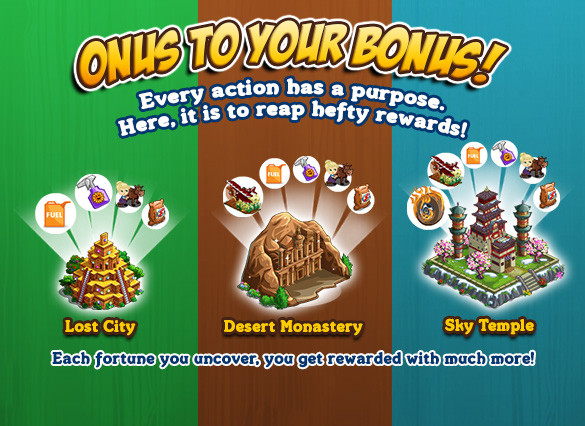 ONUS TO YOUR BONUS!
Every action has a purpose.
Here, it is to reap hefty rewards!
FUEL
FUEL
FUEL
Lost City
Desert Monastery
Sky Temple
Each fortune you uncover, you get rewarded with much more!